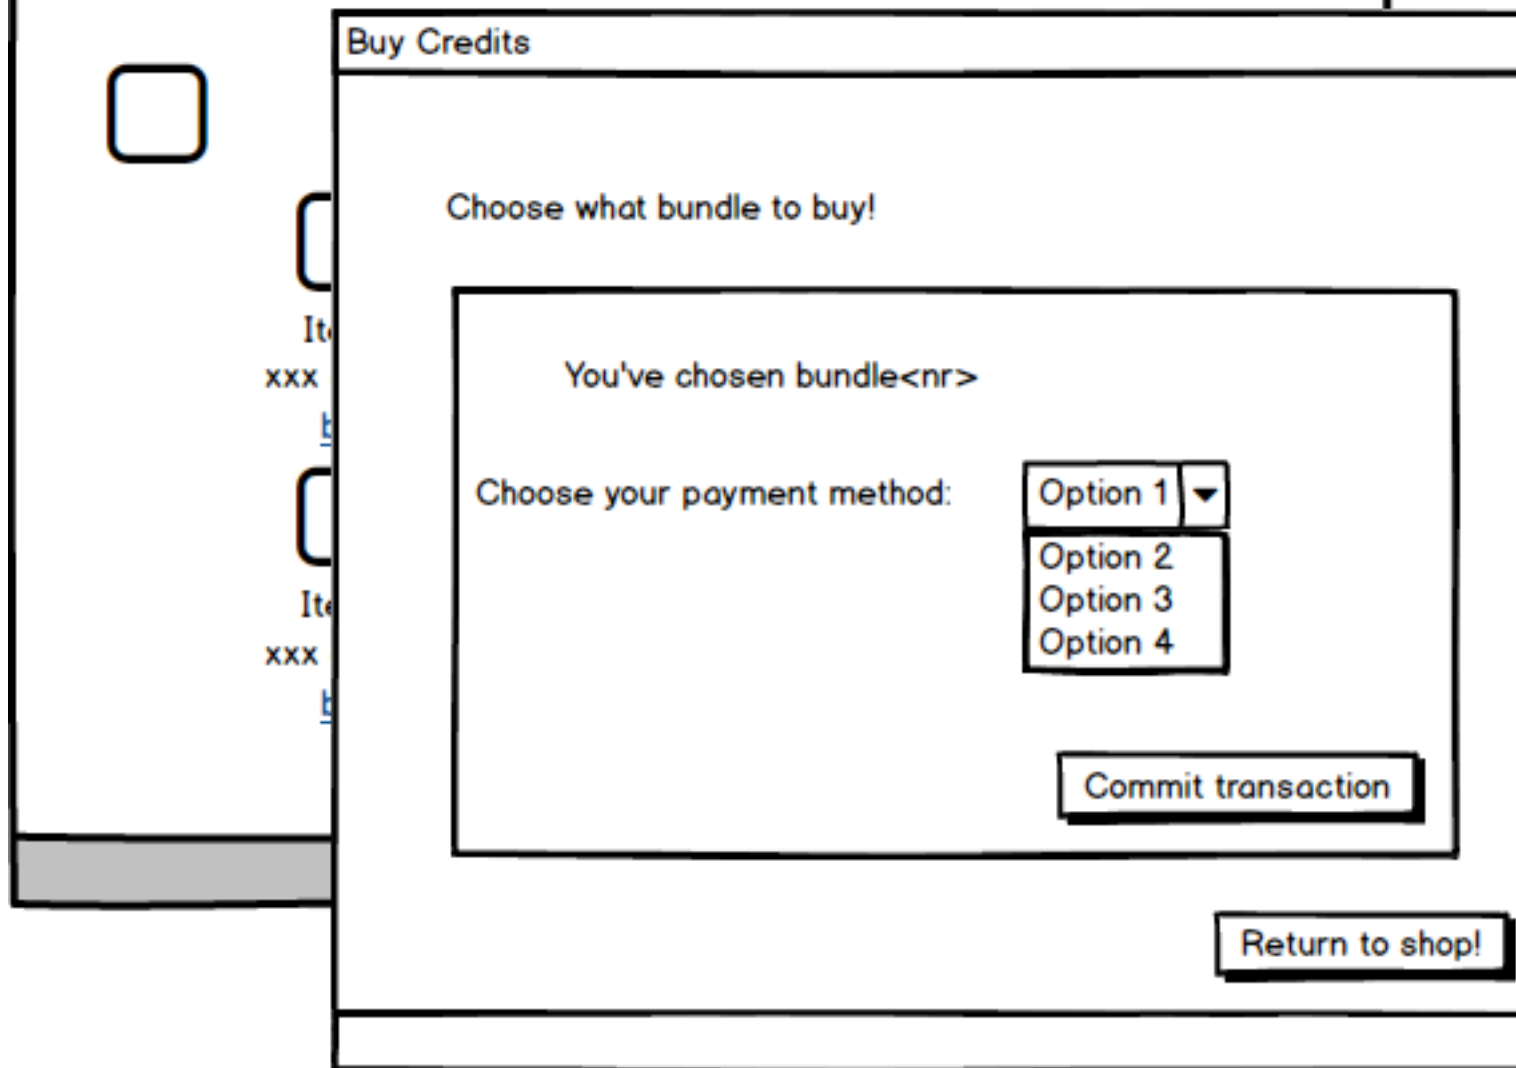 Buy Credits
Choose what bundle to buy!
You've chosen bundle<nr>
Choose your payment method:
Option 1
Option 2
Option 3
Option 4
Commit transaction
Return to shop!
xxx
xxx